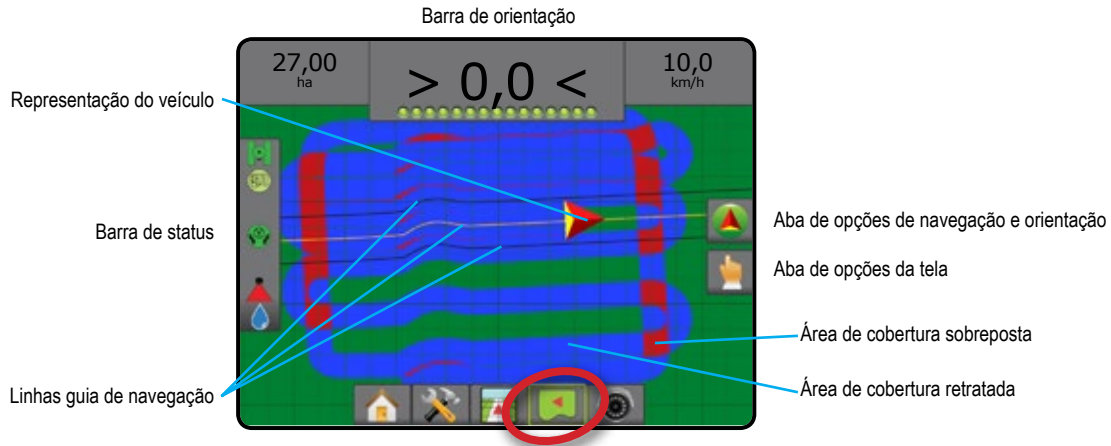 Barra de orientação
27,00
ha
> 0,0 <
10,0
km/h
Representação do veículo
Barra de status
Aba de opções de navegação e orientação
Aba de opções da tela
Área de cobertura sobreposta
Área de cobertura retratada
Linhas guia de navegação